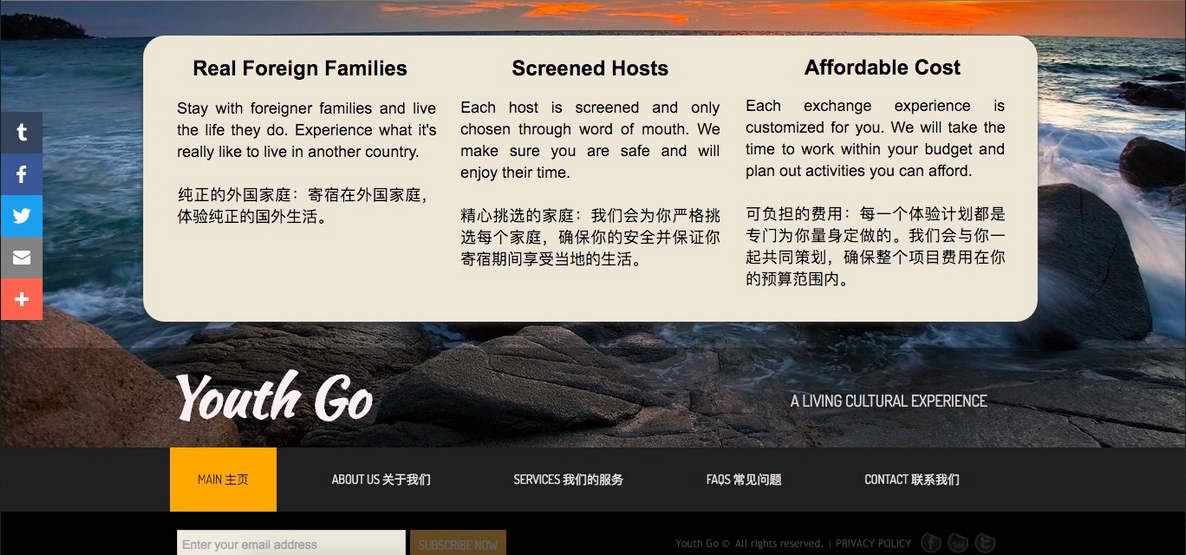 Real Foreign Families
Stay with foreigner families and live
the life they do. Experience what it's
really like to live in another country.
纯正的外国家庭：寄宿在外国家庭，
体验纯正的国外生活。
Screened Hosts
Each host is screened and only
chosen through word of mouth. We
make sure you are safe and will
enjoy their time.
精心挑选的家庭：我们会为你严格挑
选每个家庭，确保你的安全并保证你
寄宿期间享受当地的生活。
Affordable Cost
Each exchange experience is
customized for you. We will take the
time to work within your budget and
plan out activities you can afford.
可负担的费用：每一个体验计划都是
专门为你量身定做的。我们会与你一
起共同策划，确保整个项目费用在你
的预算范围内。
Youth Go
A LIVING CULTURAL EXPERIENCE
MAIN 主页
ABOUT US 关于我们
SERVICES 我们的服务
FAQS 常见问题
CONTACT 联系我们
Enter your email address
SUBSCRIBE NOW
Youth Go © All rights reserved. | PRIVACY POLICY